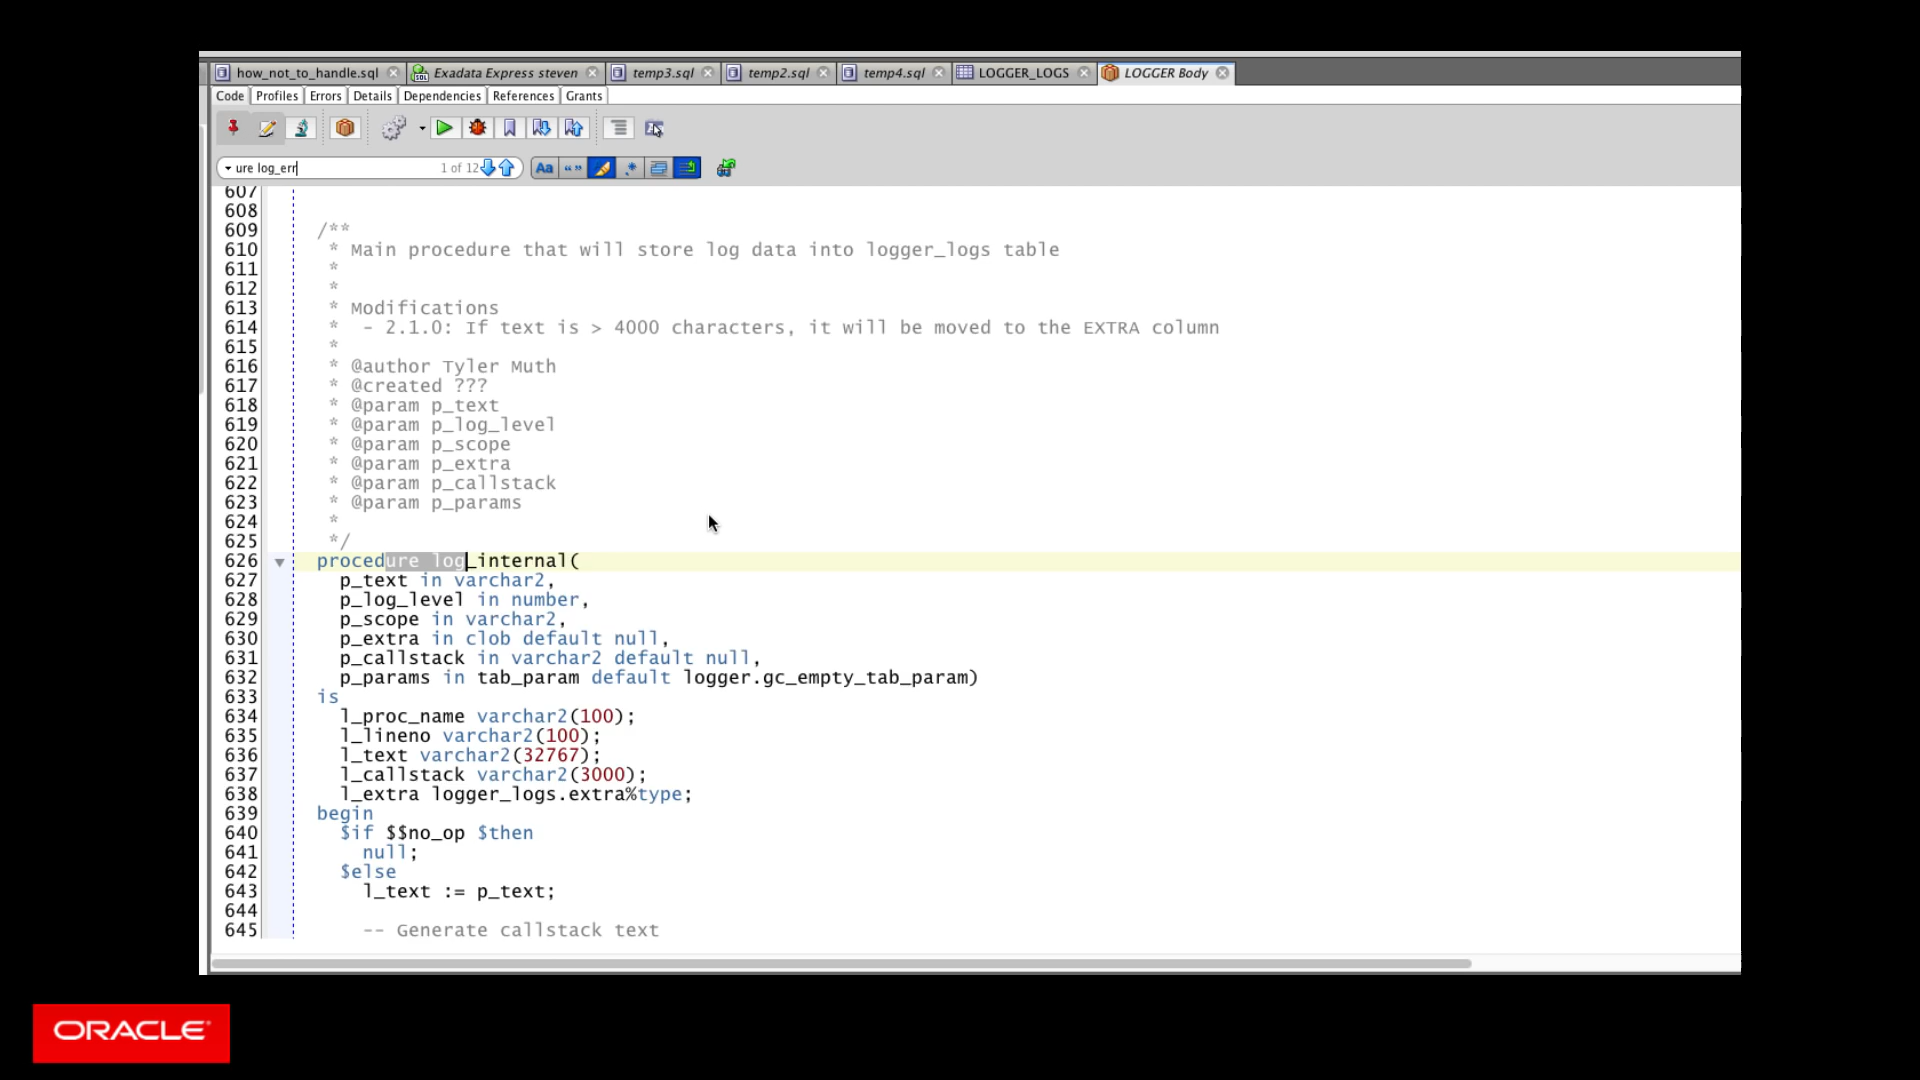 how_not_to_handle.sql Exadata Express steven temp3.sql temp2.sql temp4.sql LOGGER_LOGS LOGGER Body
Code Profiles Errors Details Dependencies References Grants
ure log_err 1 of 12 Aa “ ” .*
607
608
609 /**
610 * Main procedure that will store log data into logger_logs table
611 *
612 *
613 * Modifications
614 * - 2.1.0: If text is > 4000 characters, it will be moved to the EXTRA column
615 *
616 * @author Tyler Muth
617 * @created ???
618 * @param p_text
619 * @param p_log_level
620 * @param p_scope
621 * @param p_extra
622 * @param p_callstack
623 * @param p_params
624 *
625 */
626 procedure log_internal(
627 p_text in varchar2,
628 p_log_level in number,
629 p_scope in varchar2,
630 p_extra in clob default null,
631 p_callstack in varchar2 default null,
632 p_params in tab_param default logger.gc_empty_tab_param)
633 is
634 l_proc_name varchar2(100);
635 l_lineno varchar2(100);
636 l_text varchar2(32767);
637 l_callstack varchar2(3000);
638 l_extra logger_logs.extra%type;
639 begin
640 $if $$no_op $then
641 null;
642 $else
643 l_text := p_text;
644
645 -- Generate callstack text
ORACLE